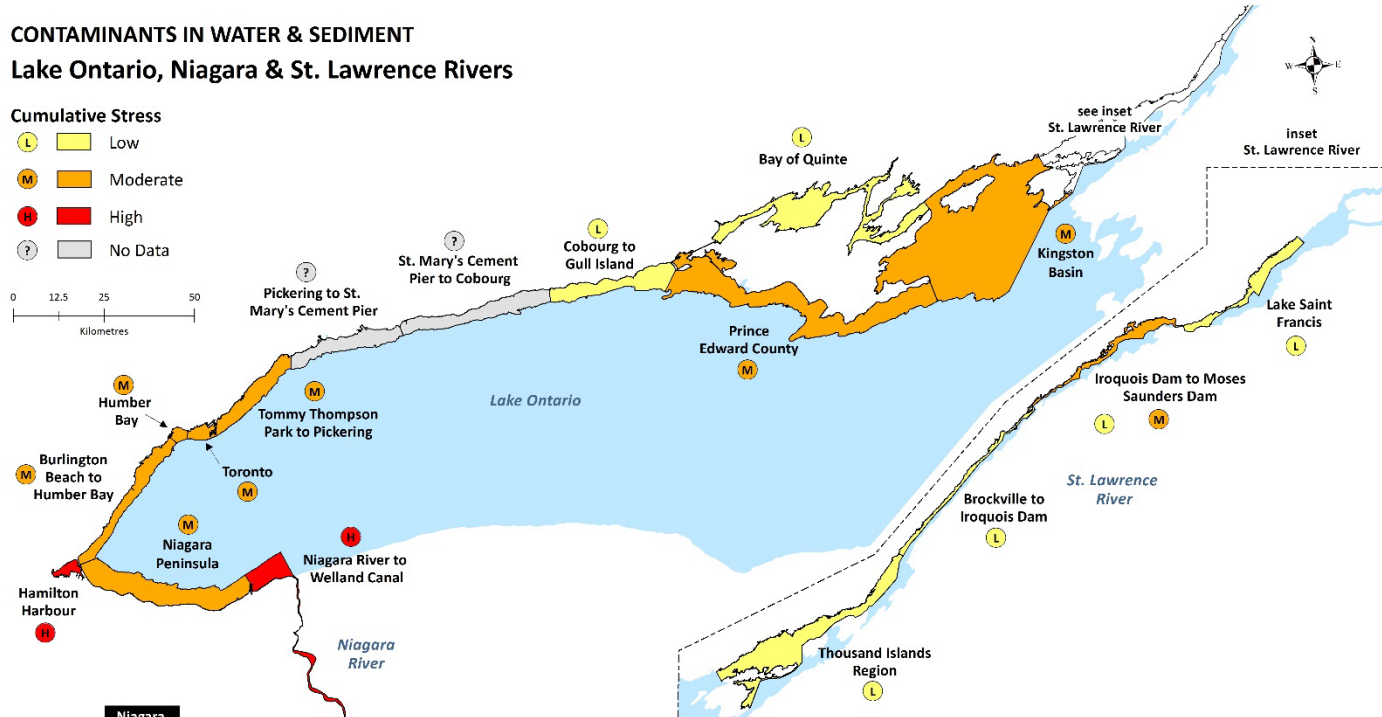 CONTAMINANTS IN WATER & SEDIMENT
Lake Ontario, Niagara & St. Lawrence Rivers
Cumulative Stress
L Low
M Moderate
H High
? No Data
0 12.5 25 50
Kilometres
N
W E
S
see inset
St. Lawrence River
inset
St. Lawrence River
L
Bay of Quinte
?
St. Mary's Cement
Pier to Cobourg
L
Cobourg to
Gull Island
?
Pickering to St.
Mary's Cement Pier
M
Kingston
Basin
Prince
Edward County
M
Lake Saint
Francis
L
Iroquois Dam to Moses
Saunders Dam
L M
M
Humber
Bay
M
Tommy Thompson
Park to Pickering
Lake Ontario
M
Burlington
Beach to
Humber Bay
Toronto
M
St. Lawrence
River
Brockville to
Iroquois Dam
L
M
Niagara
Peninsula
H
Niagara River to
Welland Canal
Hamilton
Harbour
H
Niagara
River
Thousand Islands
Region
L
Niagara